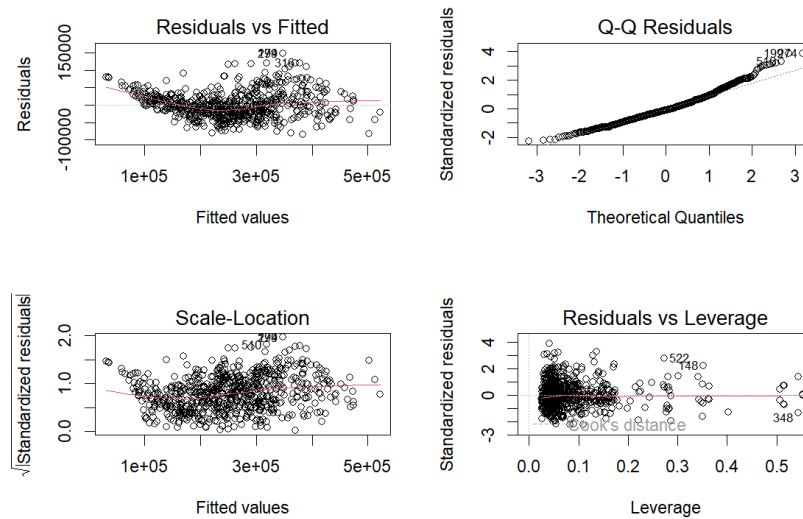 Residuals vs Fitted
Residuals
150000
-100000
316
1e+05 3e+05 5e+05
Fitted values
Q-Q Residuals
Standardized residuals
4
2
0
-2
-3 -2 -1 0 1 2 3
Theoretical Quantiles
Scale-Location
√|Standardized residuals|
2.0
1.0
0.0
510
1e+05 3e+05 5e+05
Fitted values
Residuals vs Leverage
Standardized residuals
4
2
0
-3
522
148
348
Cook's distance
0.0 0.1 0.2 0.3 0.4 0.5
Leverage